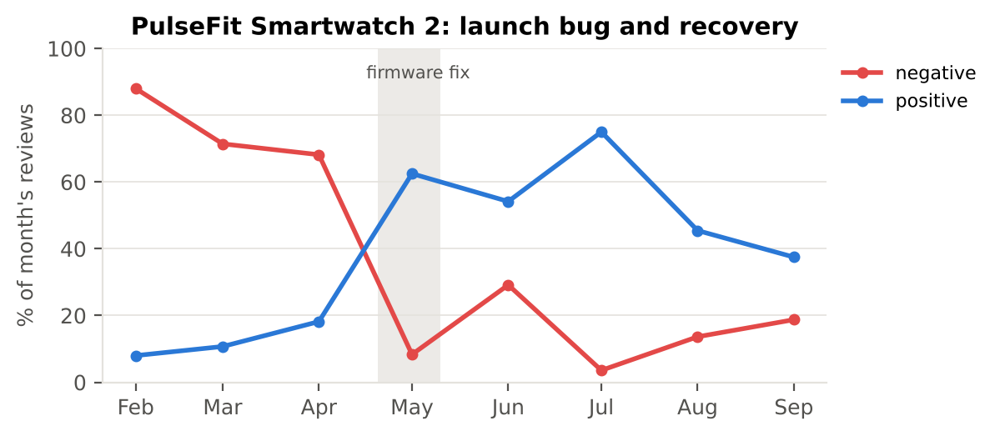 PulseFit Smartwatch 2: launch bug and recovery
100
80
60
40
20
0
% of month's reviews
firmware fix
negative
positive
Feb Mar Apr May Jun Jul Aug Sep